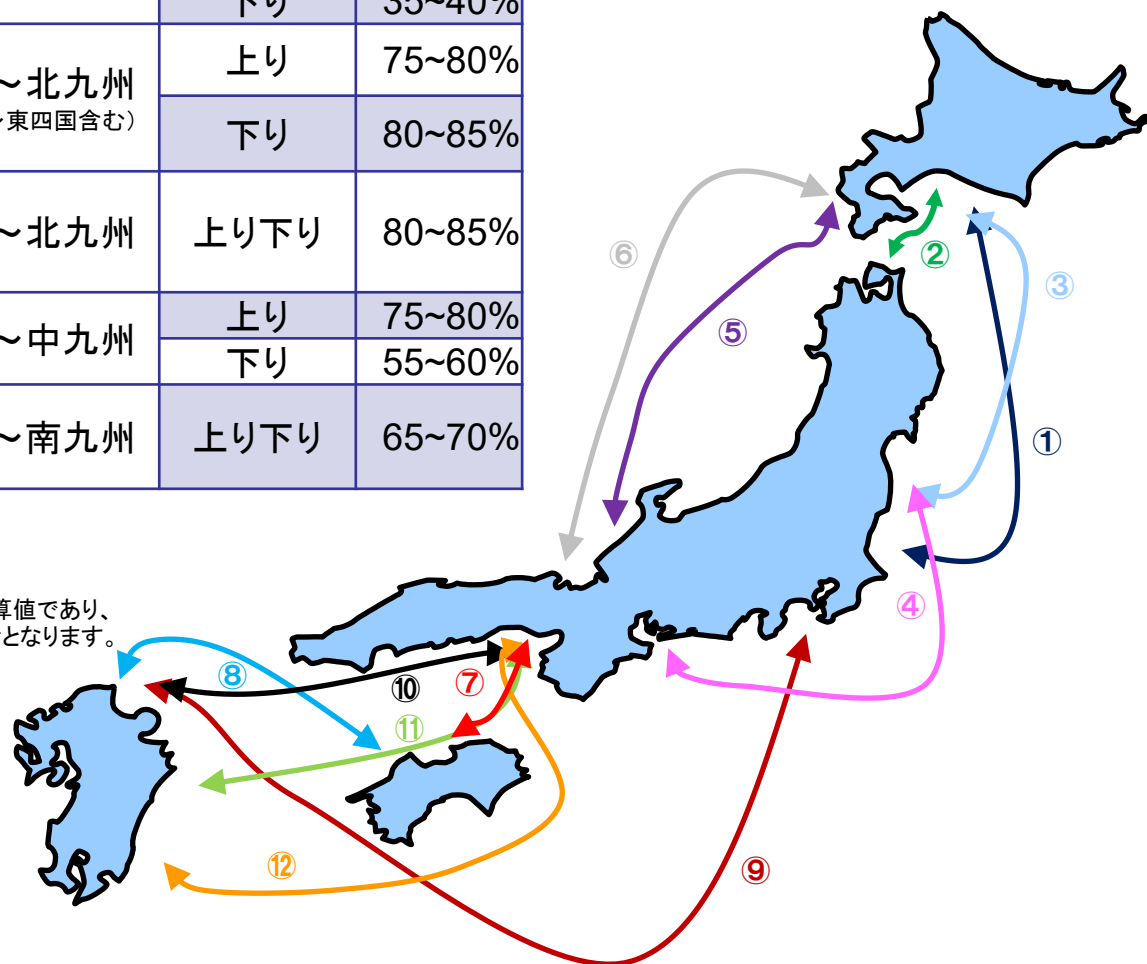 下り 35~40%
～北九州 上り 75~80%
東四国含む）
下り 80~85%
～北九州 上り下り 80~85%
～中九州 上り 75~80%
下り 55~60%
～南九州 上り下り 65~70%
算値であり、
となります。
⑥
②
③
⑤
①
④
⑧
⑩
⑦
⑪
⑫
⑨